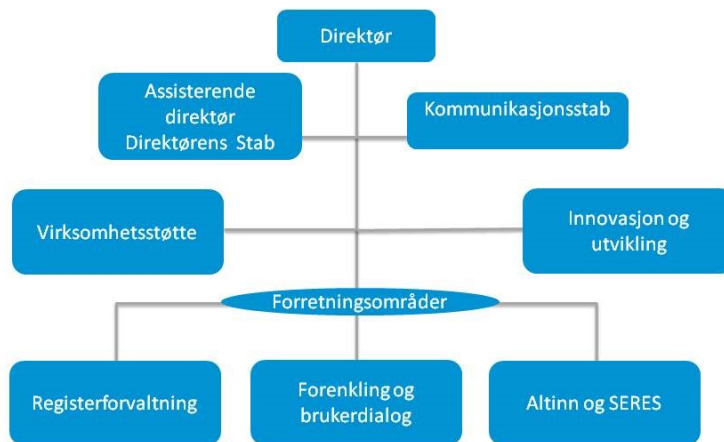 Direktør
Assisterende
direktør
Direktørens Stab
Kommunikasjonsstab
Virksomhetsstøtte
Innovasjon og
utvikling
Forretningsområder
Registerforvaltning
Forenkling og
brukerdialog
Altinn og SERES